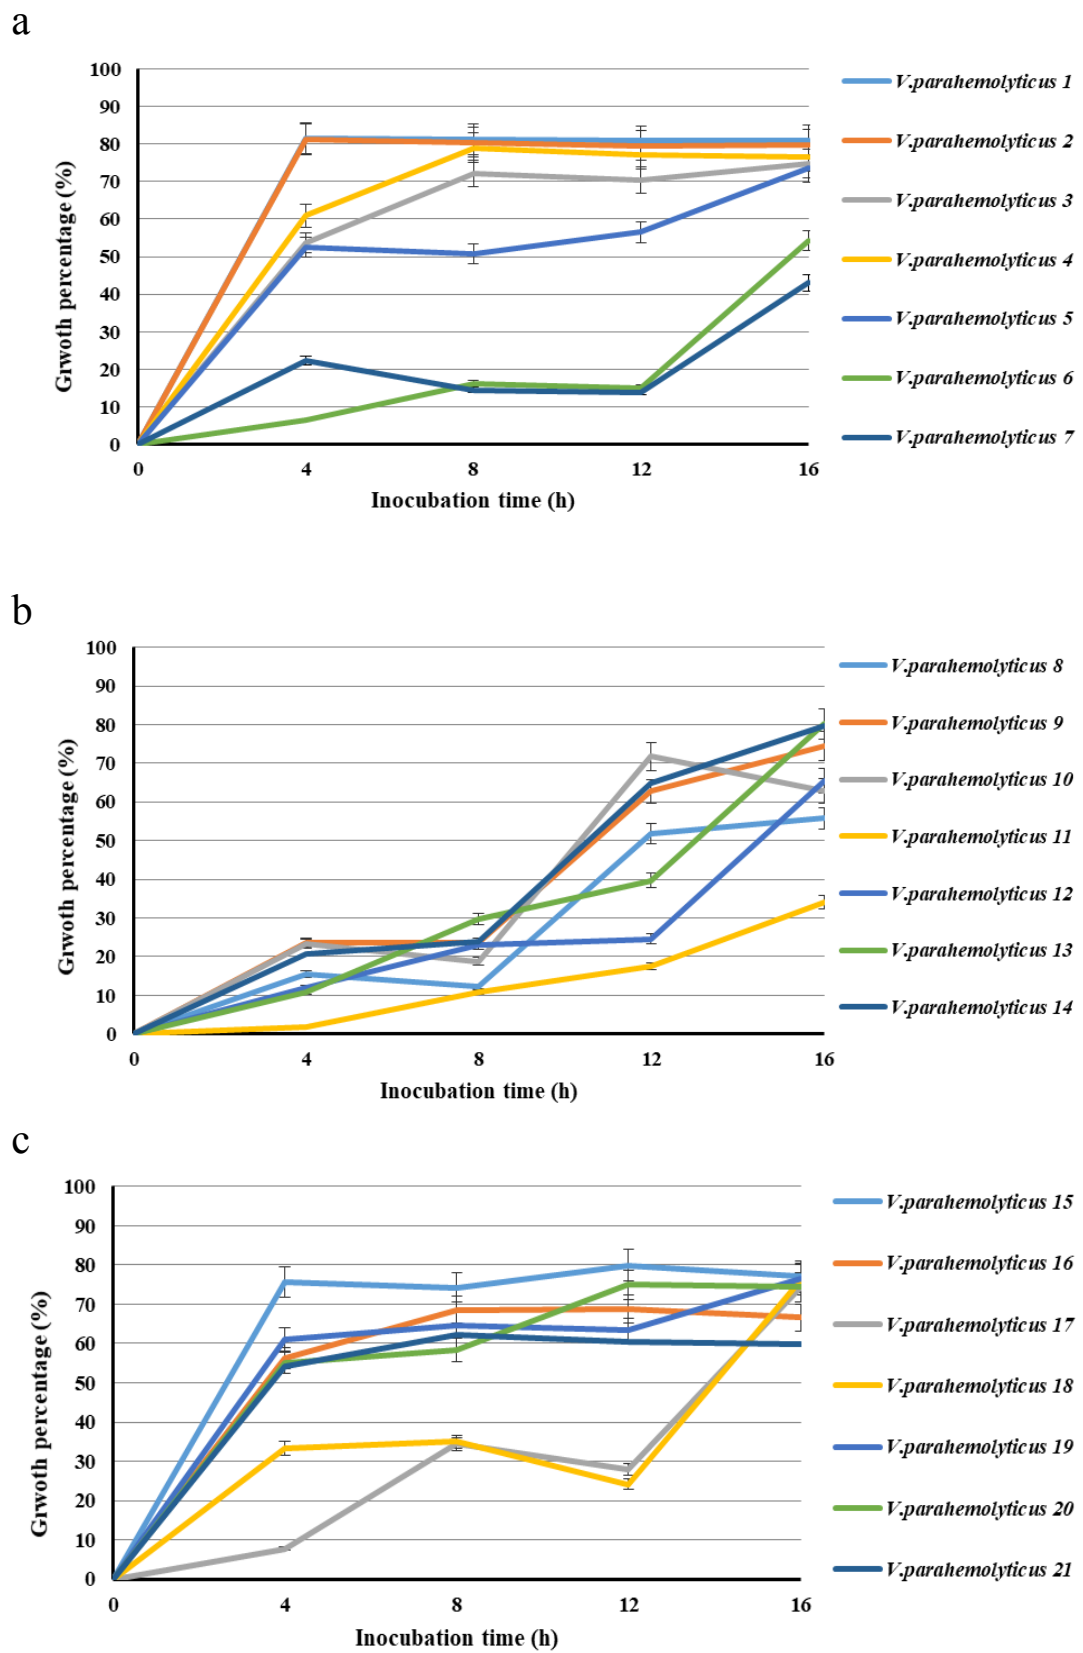 a
Grwoth percentage (%)
100
90
80
70
60
50
40
30
20
10
0
0 4 8 12 16
Inocubation time (h)
V.parahemolyticus 1
V.parahemolyticus 2
V.parahemolyticus 3
V.parahemolyticus 4
V.parahemolyticus 5
V.parahemolyticus 6
V.parahemolyticus 7
b
Grwoth percentage (%)
100
90
80
70
60
50
40
30
20
10
0
0 4 8 12 16
Inocubation time (h)
V.parahemolyticus 8
V.parahemolyticus 9
V.parahemolyticus 10
V.parahemolyticus 11
V.parahemolyticus 12
V.parahemolyticus 13
V.parahemolyticus 14
c
Grwoth percentage (%)
100
90
80
70
60
50
40
30
20
10
0
0 4 8 12 16
Inocubation time (h)
V.parahemolyticus 15
V.parahemolyticus 16
V.parahemolyticus 17
V.parahemolyticus 18
V.parahemolyticus 19
V.parahemolyticus 20
V.parahemolyticus 21